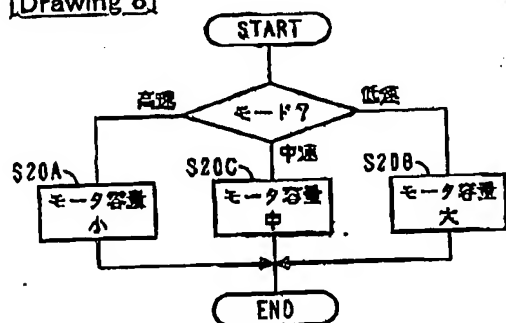 [Drawing 8]
START
モード?
高速
低速
中速
S20A
モータ容量
小
S20C
モータ容量
中
S20B
モータ容量
大
END